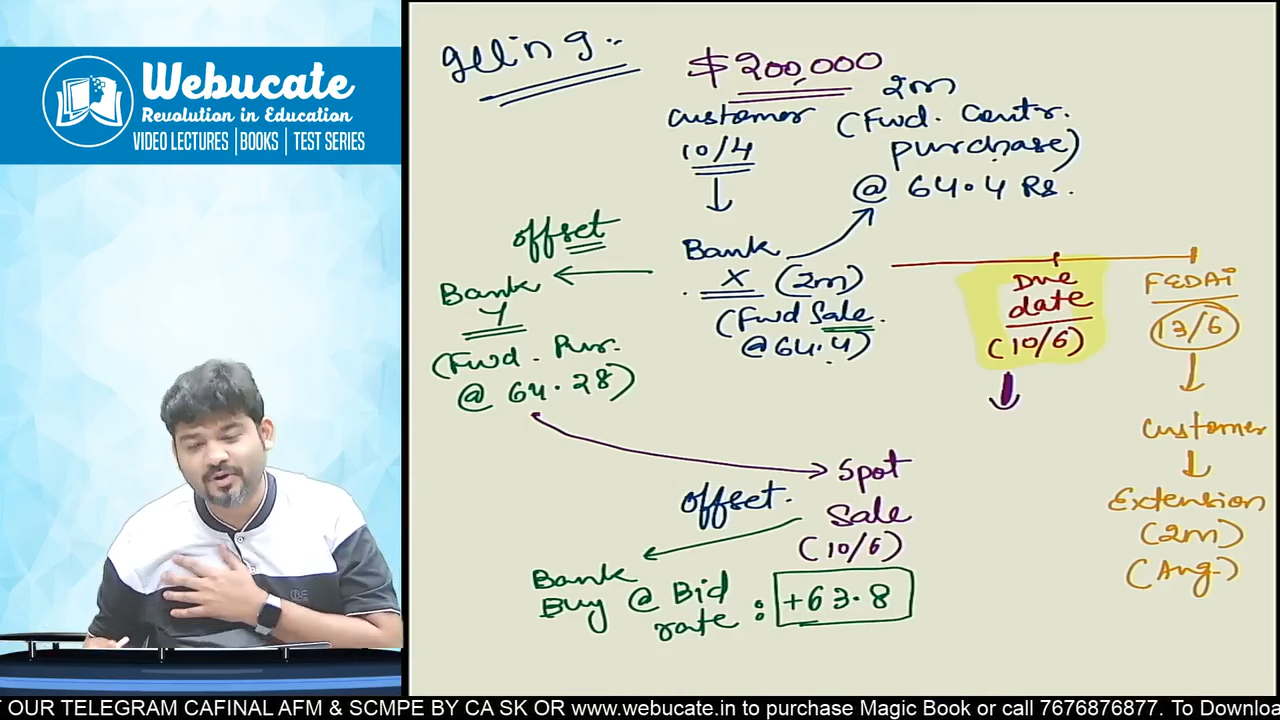 Webucate
Revolution in Education
VIDEO LECTURES | BOOKS | TEST SERIES
$ 200,000
customer
10/4
2m
(Fwd. Contr.
purchase)
@ 64.4 Rs.
offset
Bank
X (2m)
(Fwd Sale
@64.4)
Bank
Y
(Fwd. Pur.
@ 64.28)
Due
date
(10/6)
FEDAi
13/6
Customer
Extension
(2m)
(Aug.)
Spot
Sale
(10/6)
offset.
Bank
Buy @ Bid
rate : +63.8
T OUR TELEGRAM CAFINAL AFM & SCMPE BY CA SK OR www.webucate.in to purchase Magic Book or call 7676876877. To Downloa